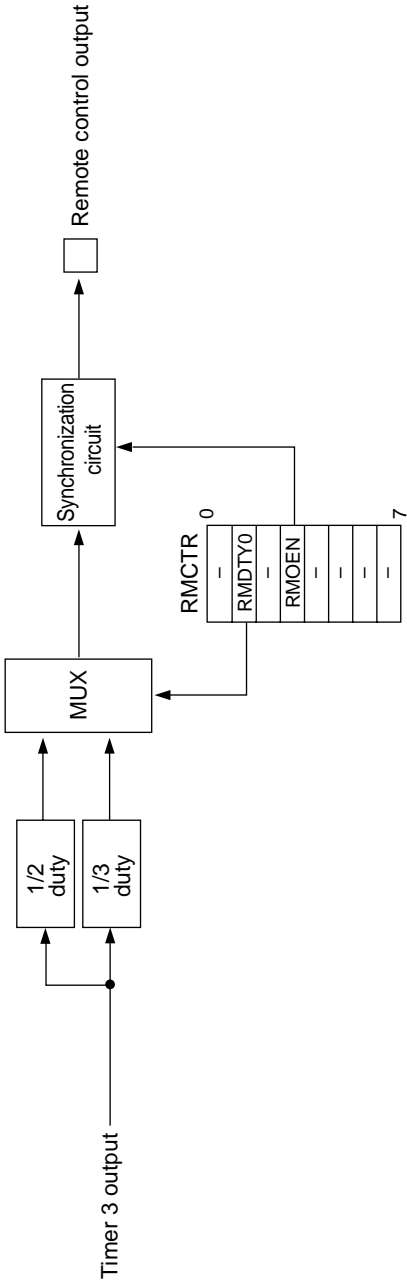 Timer 3 output
1/2
duty
1/3
duty
MUX
Synchronization
circuit
Remote control output
RMCTR
0
–
RMDTY0
–
RMOEN
–
–
–
–
7